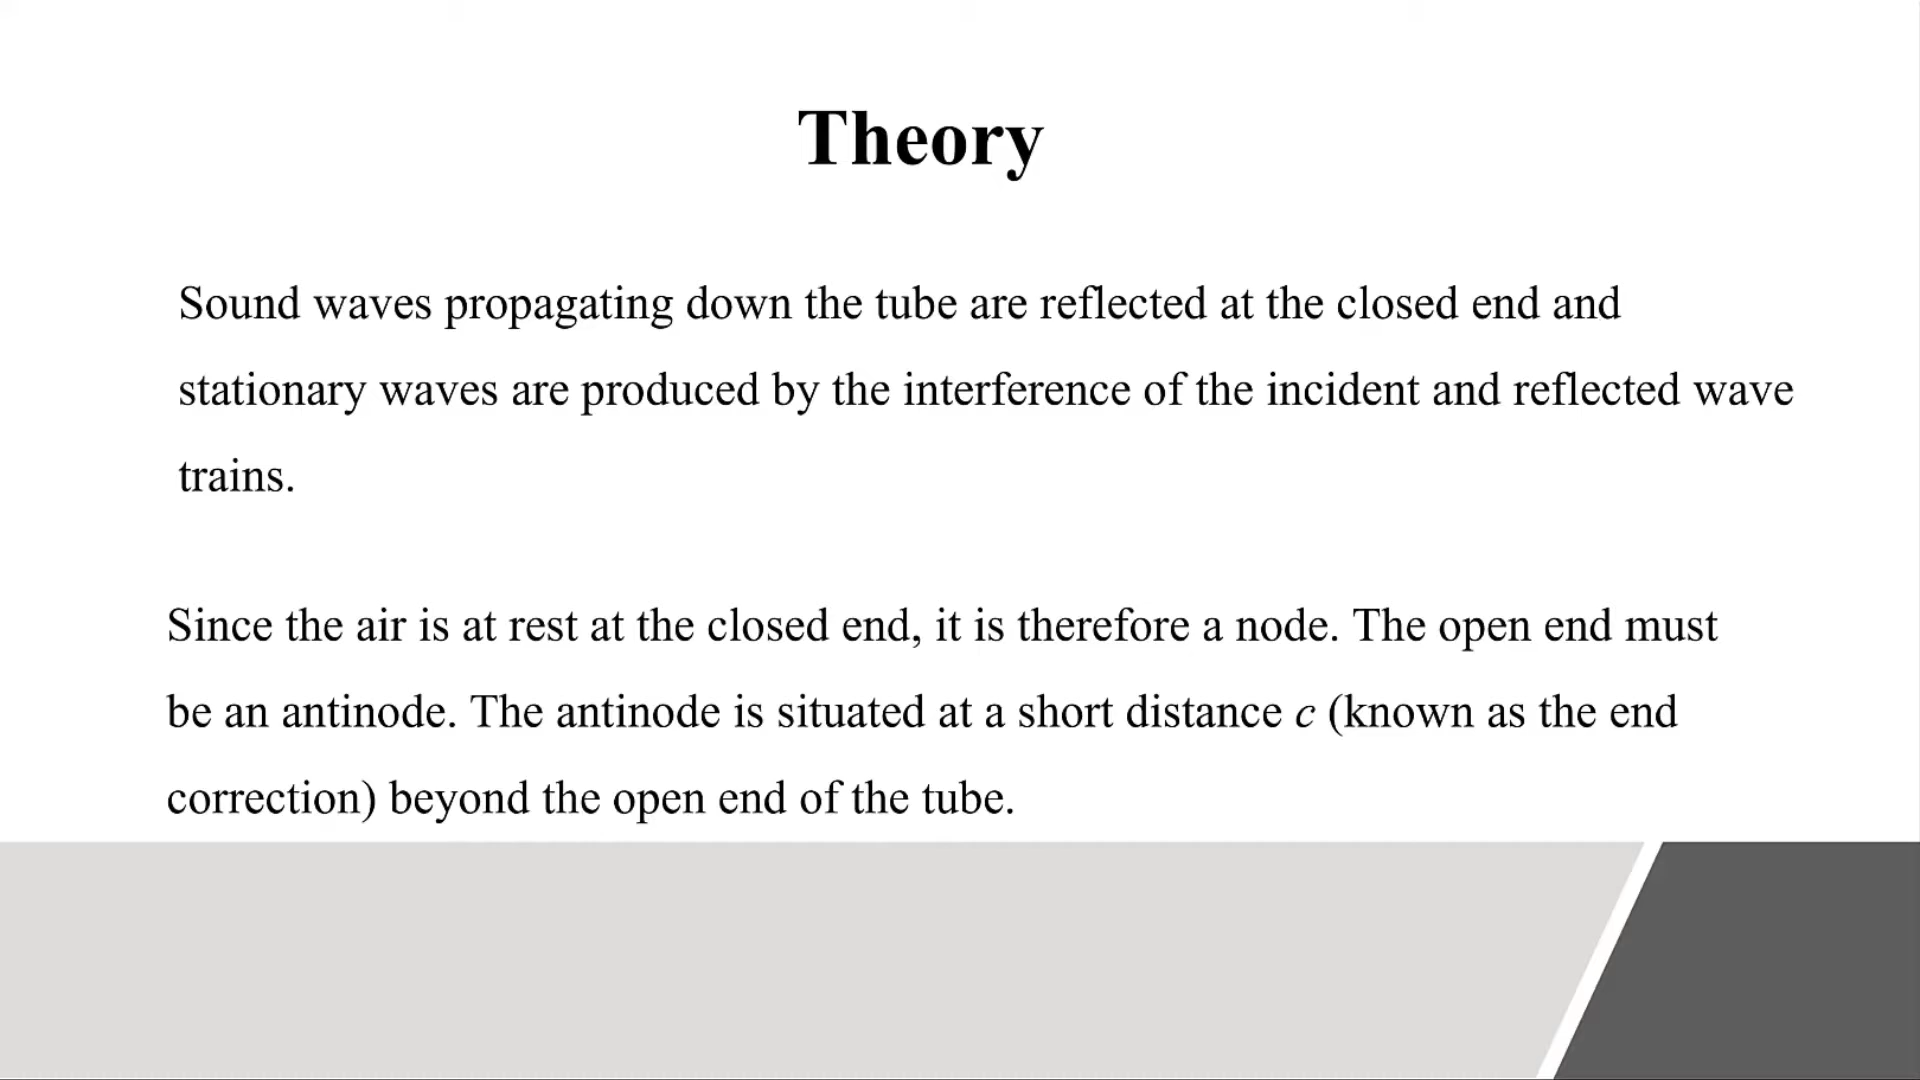 Theory
Sound waves propagating down the tube are reflected at the closed end and
stationary waves are produced by the interference of the incident and reflected wave
trains.
Since the air is at rest at the closed end, it is therefore a node. The open end must
be an antinode. The antinode is situated at a short distance c (known as the end
correction) beyond the open end of the tube.